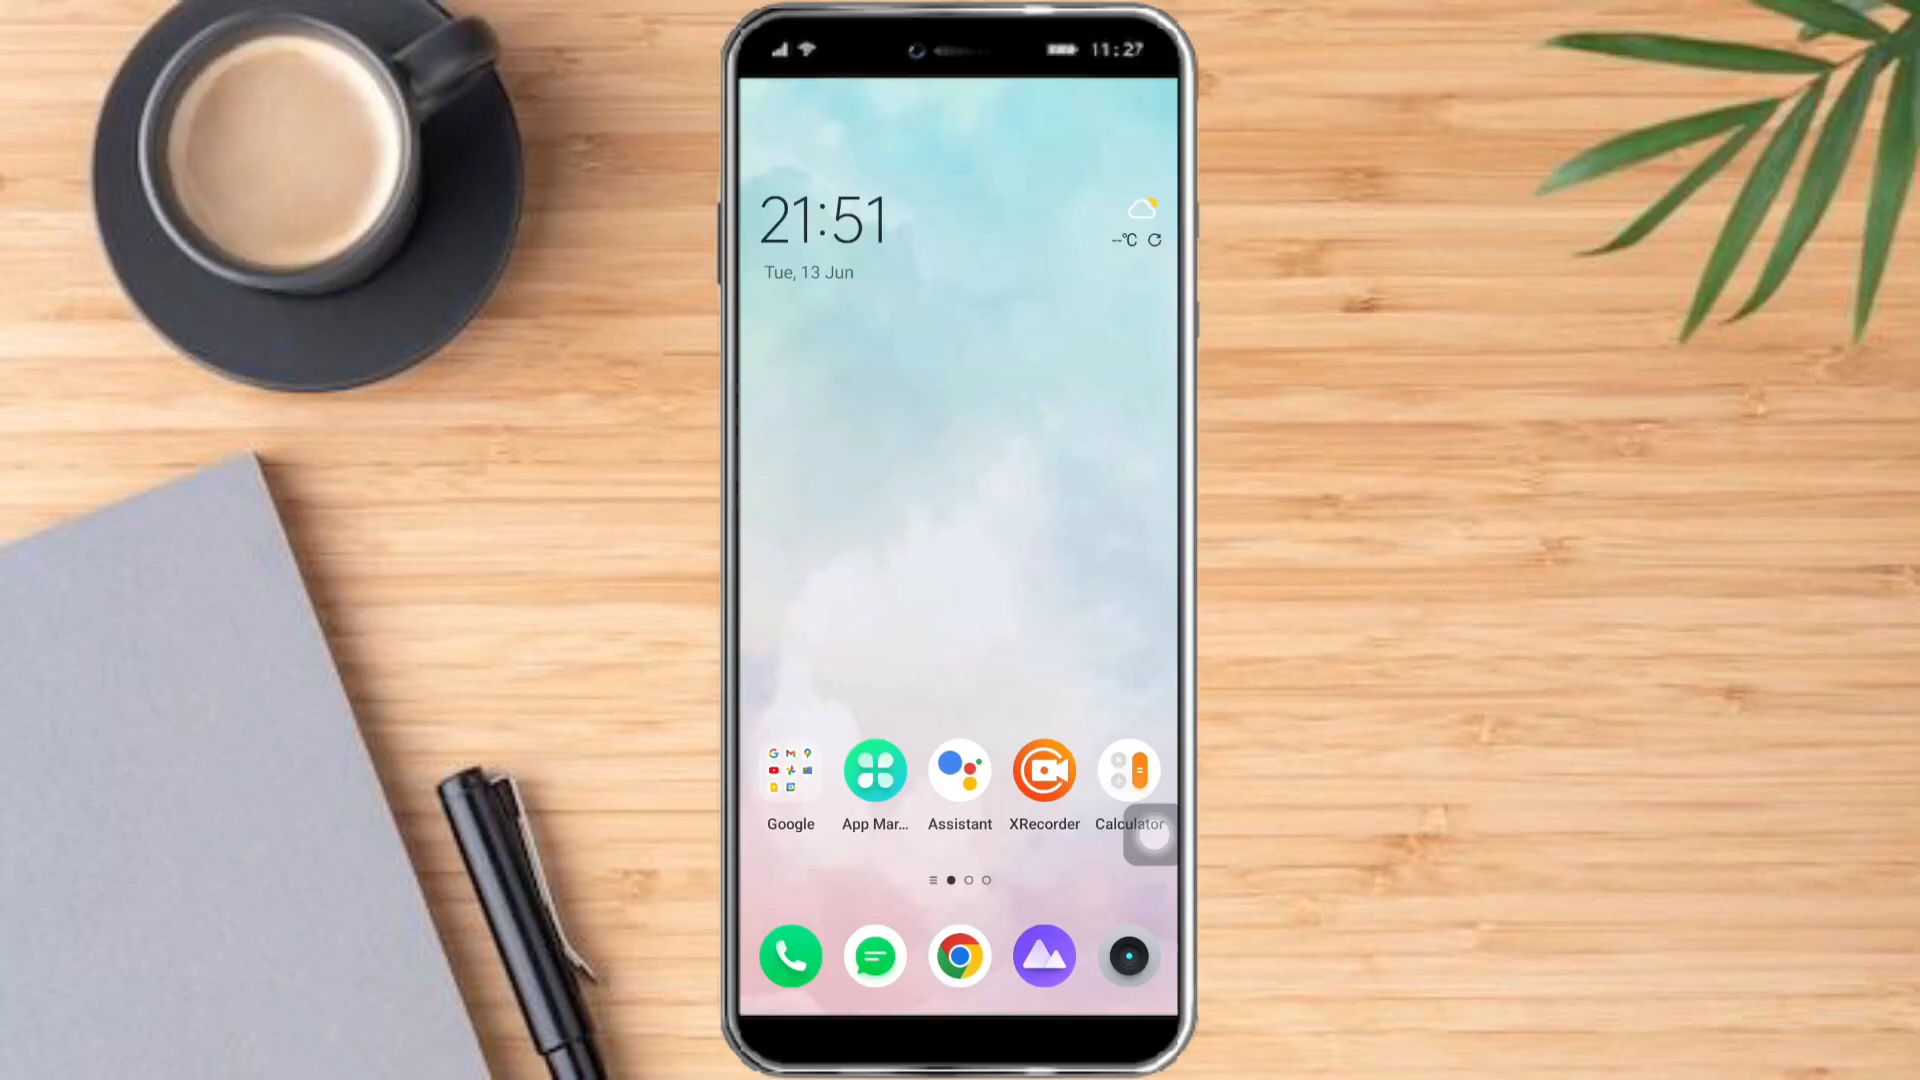 11:27
21:51
--°C
Tue, 13 Jun
Google
App Mar...
Assistant
XRecorder
Calculator